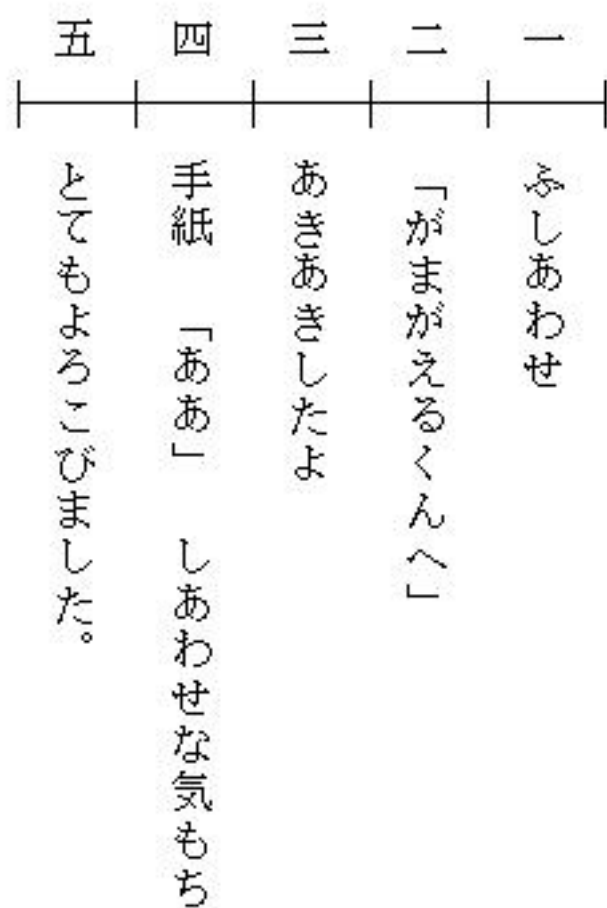 一
ふしあわせ
二
「がまがえるくんへ」
三
あきあきしたよ
四
手紙 「ああ」 しあわせな気もち
五
とてもよろこびました。